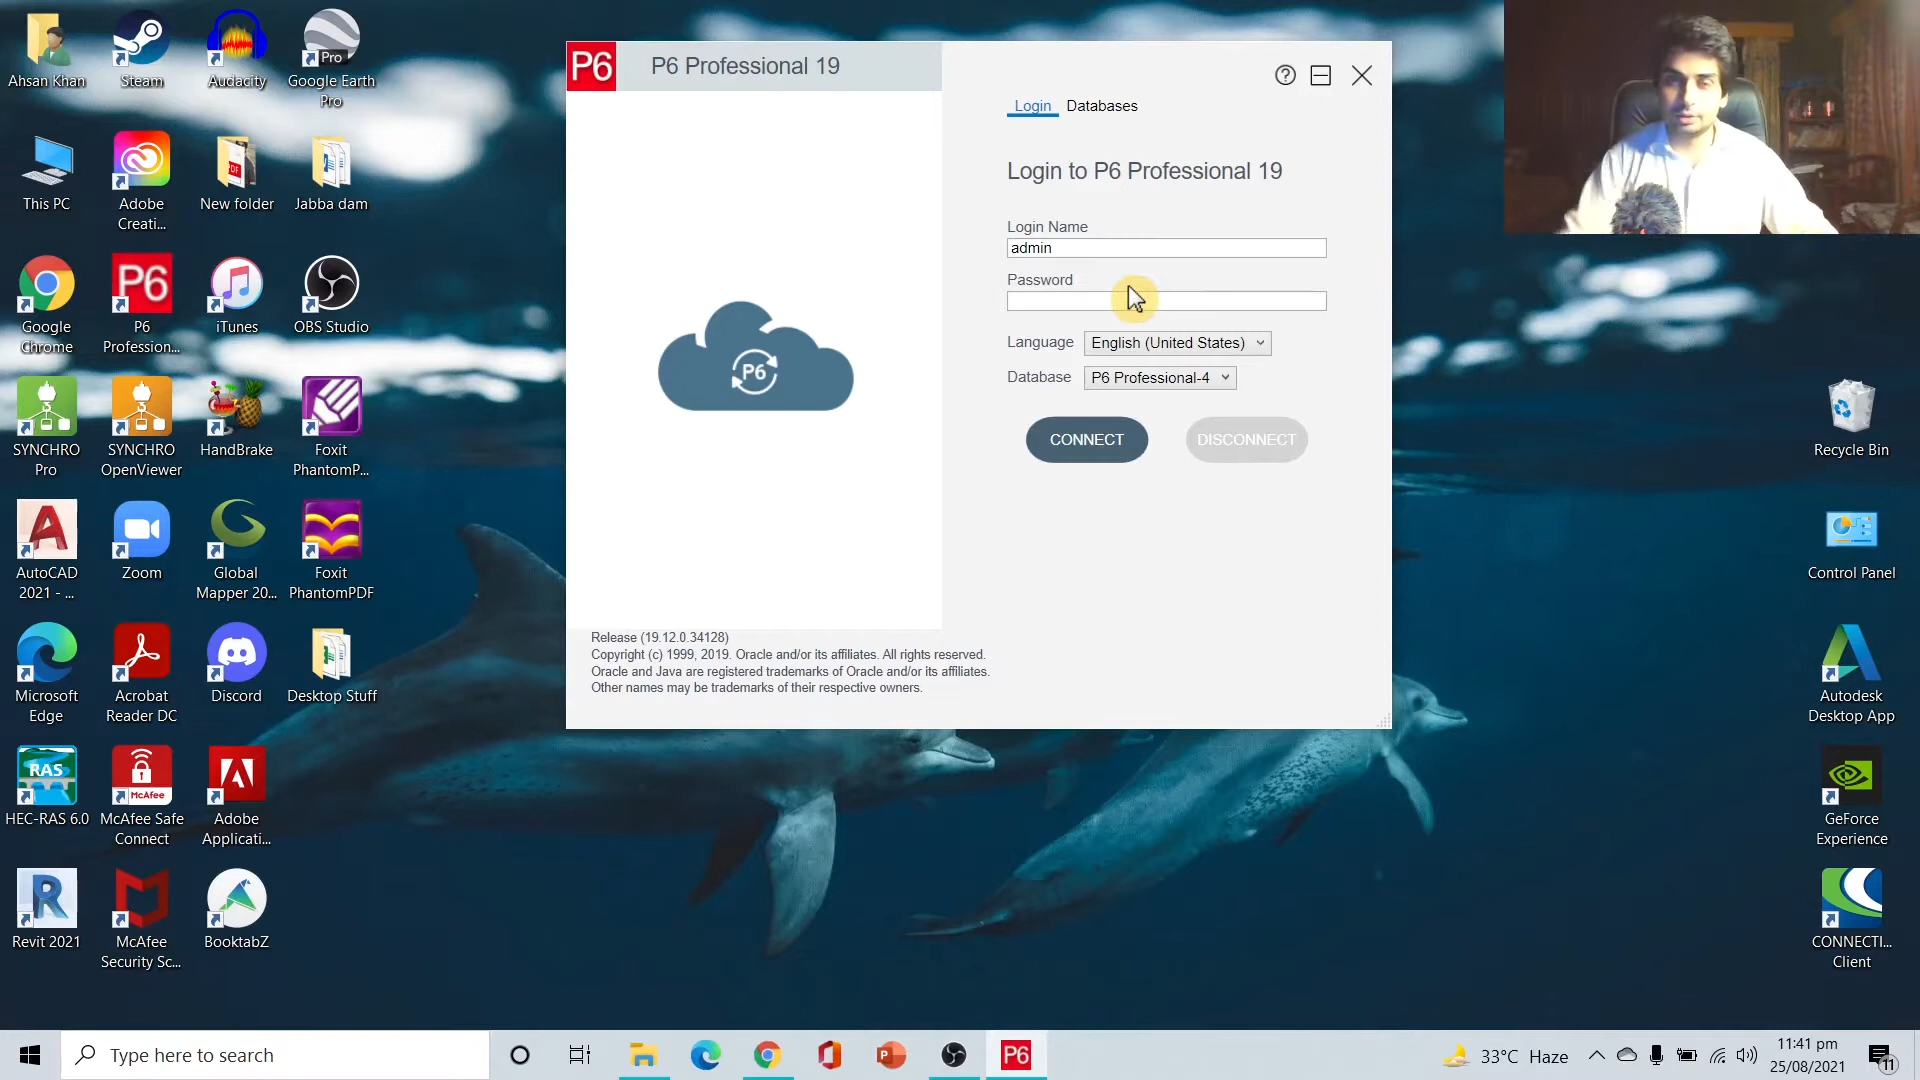 Ahsan Khan
Steam
Audacity
Pro
Google Earth
Pro
This PC
Adobe
Creati...
PDF
New folder
Jabba dam
Google
Chrome
P6
P6
Profession...
iTunes
OBS Studio
SYNCHRO
Pro
SYNCHRO
OpenViewer
HandBrake
Foxit
PhantomP...
AutoCAD
2021 - ...
Zoom
Global
Mapper 20...
Foxit
PhantomPDF
Microsoft
Edge
Acrobat
Reader DC
Discord
Desktop Stuff
RAS
HEC-RAS 6.0
McAfee
McAfee Safe
Connect
Adobe
Applicati...
Revit 2021
McAfee
Security Sc...
BooktabZ
P6
P6 Professional 19
Login
Databases
Login to P6 Professional 19
Login Name
admin
Password
Language
English (United States)
Database
P6 Professional-4
CONNECT
DISCONNECT
P6
Release (19.12.0.34128)
Copyright (c) 1999, 2019. Oracle and/or its affiliates. All rights reserved.
Oracle and Java are registered trademarks of Oracle and/or its affiliates.
Other names may be trademarks of their respective owners.
Recycle Bin
Control Panel
Autodesk
Desktop App
GeForce
Experience
CONNECTI...
Client
Type here to search
P6
33°C Haze
11:41 pm
25/08/2021
11